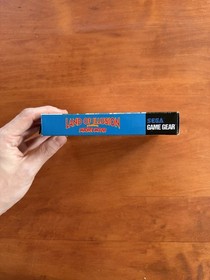 LAND OF ILLUSION
SEGA
GAME GEAR